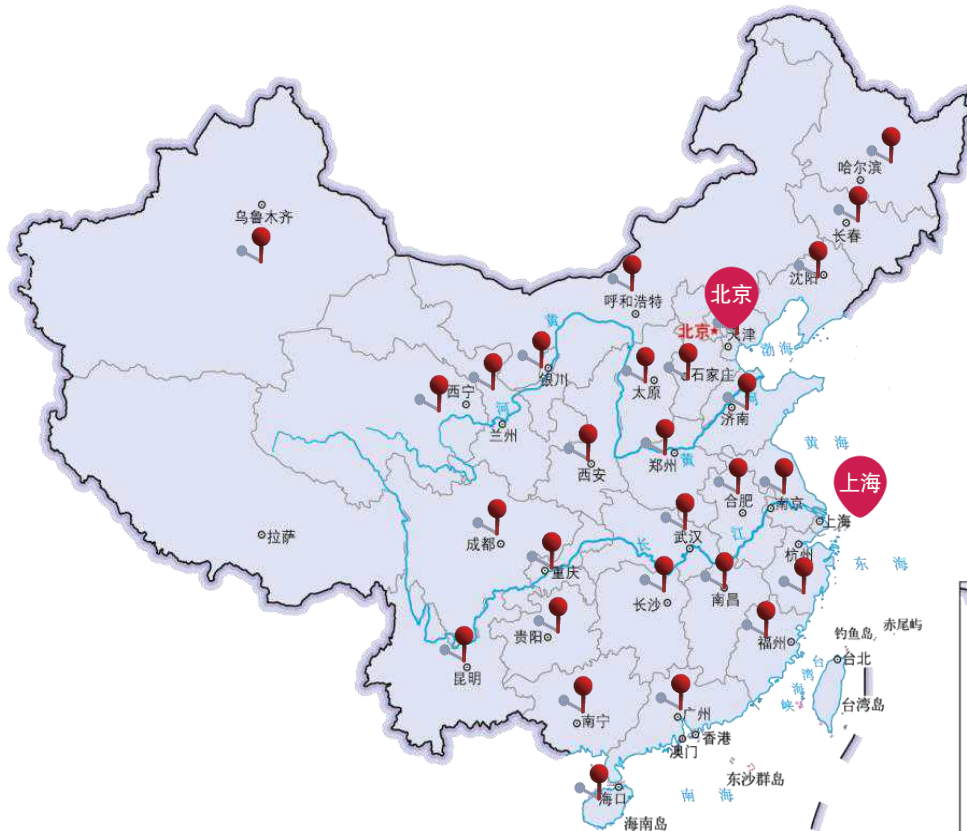 哈尔滨
乌鲁木齐
长春
沈阳
呼和浩特
北京
北京
天津
渤海
黄
银川
石家庄
太原
西宁
济南
河
河
兰州
黄海
郑州
黄
西安
上海
合肥
南京
上海
武汉
江
拉萨
成都
长
杭州
东海
重庆
南昌
长沙
赤尾屿
钓鱼岛
贵阳
福州
台北
台湾海峡
昆明
台湾岛
南宁
广州
香港
澳门
东沙群岛
海口
南海
海南岛